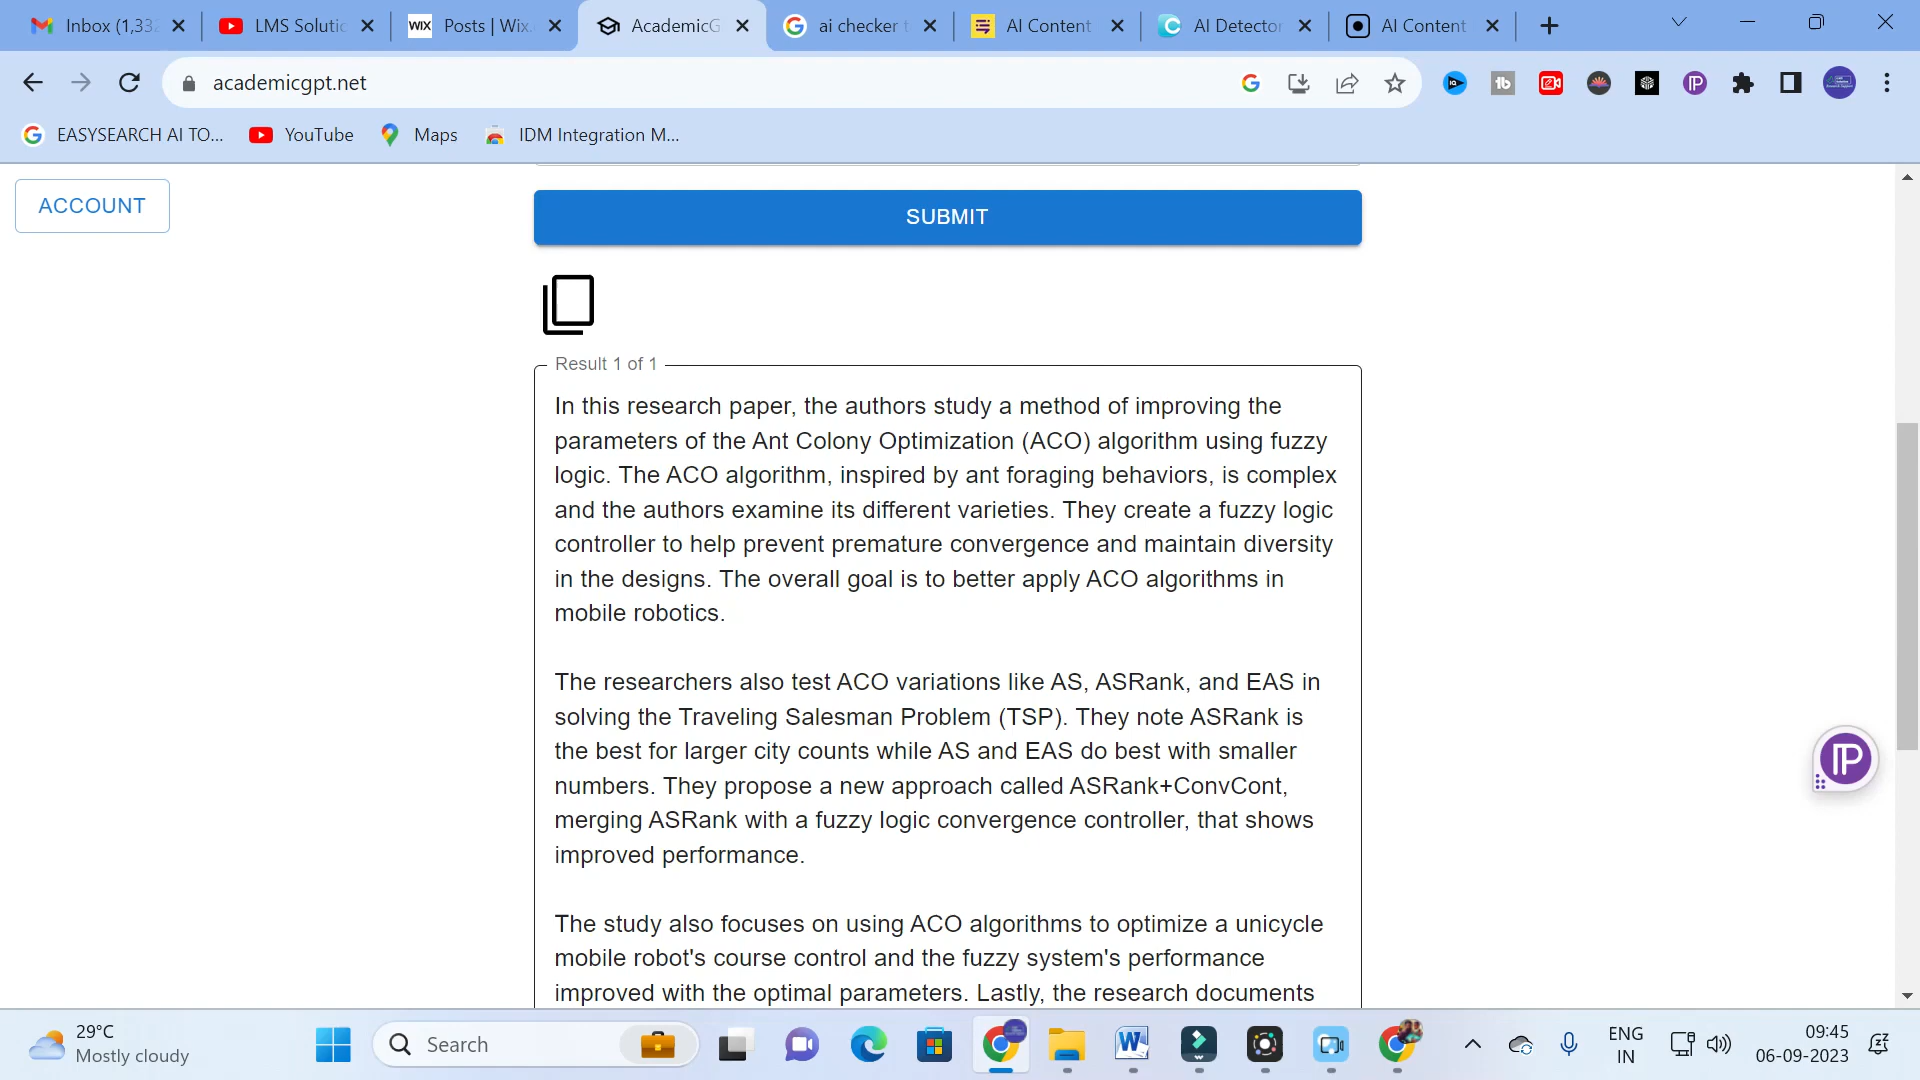 Inbox (1,33
LMS Soluti
WIX Posts | Wix.
AcademicG
ai checker t
AI Content
AI Detector
AI Content
academicgpt.net
EASYSEARCH AI TO...
YouTube
Maps
IDM Integration M...
ACCOUNT
SUBMIT
Result 1 of 1
In this research paper, the authors study a method of improving the
parameters of the Ant Colony Optimization (ACO) algorithm using fuzzy
logic. The ACO algorithm, inspired by ant foraging behaviors, is complex
and the authors examine its different varieties. They create a fuzzy logic
controller to help prevent premature convergence and maintain diversity
in the designs. The overall goal is to better apply ACO algorithms in
mobile robotics.
The researchers also test ACO variations like AS, ASRank, and EAS in
solving the Traveling Salesman Problem (TSP). They note ASRank is
the best for larger city counts while AS and EAS do best with smaller
numbers. They propose a new approach called ASRank+ConvCont,
merging ASRank with a fuzzy logic convergence controller, that shows
improved performance.
The study also focuses on using ACO algorithms to optimize a unicycle
mobile robot's course control and the fuzzy system's performance
improved with the optimal parameters. Lastly, the research documents
29°C
Mostly cloudy
Search
ENG
IN
09:45
06-09-2023